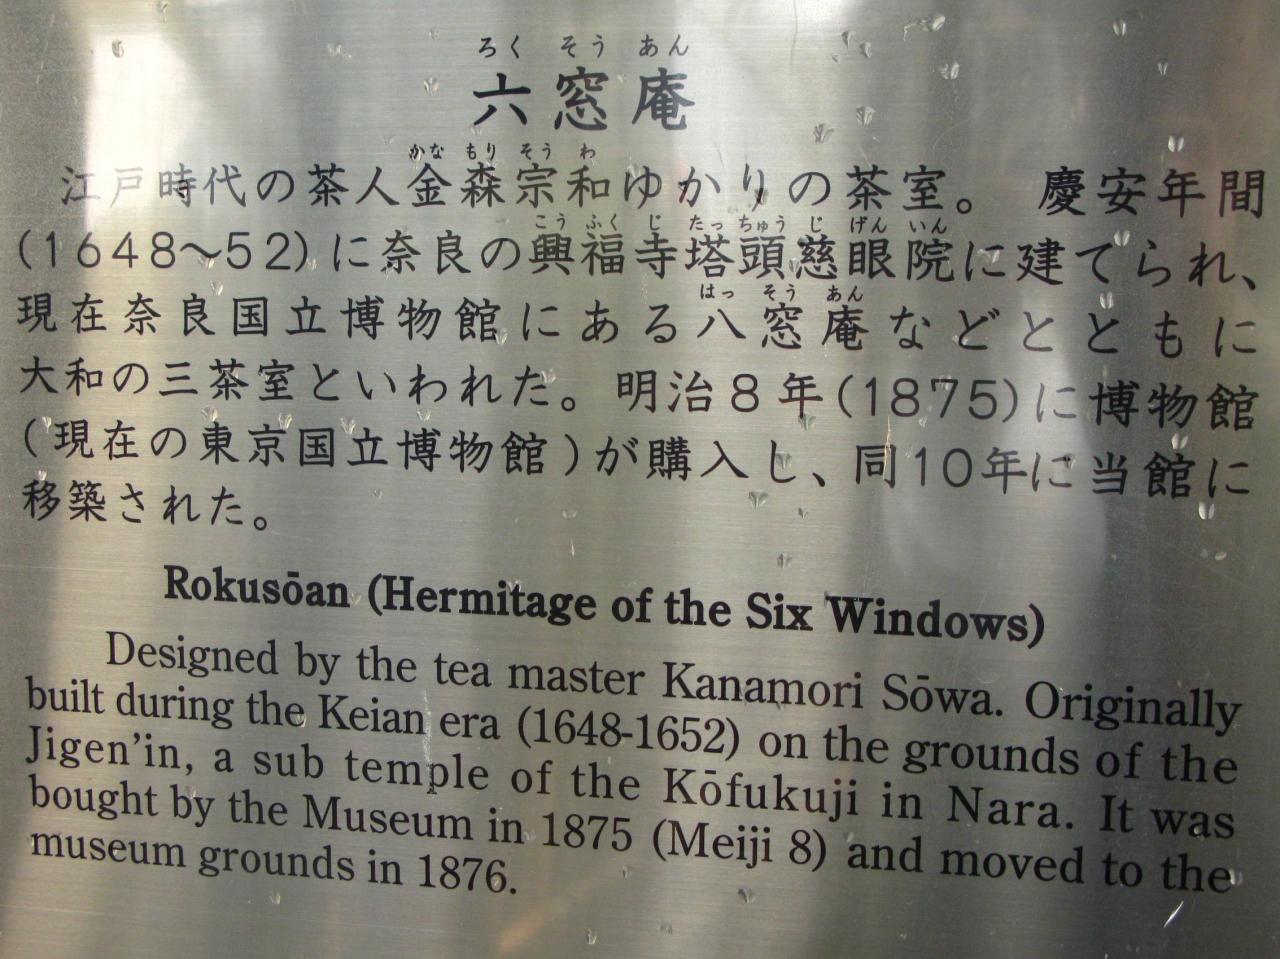 ろく そう あん
六窓庵
かな もり そう わ
江戸時代の茶人金森宗和ゆかりの茶室。 慶安年間
こう ふく じ たっ ちゅう じ げん いん
(1648〜52)に奈良の興福寺塔頭慈眼院に建てられ、
はっ そう あん
現在奈良国立博物館にある八窓庵などとともに
大和の三茶室といわれた。明治8年(1875)に博物館
(現在の東京国立博物館)が購入し、同10年に当館に
移築された。
Rokusōan (Hermitage of the Six Windows)
Designed by the tea master Kanamori Sōwa. Originally
built during the Keian era (1648-1652) on the grounds of the
Jigen'in, a sub temple of the Kōfukuji in Nara. It was
bought by the Museum in 1875 (Meiji 8) and moved to the
museum grounds in 1876.